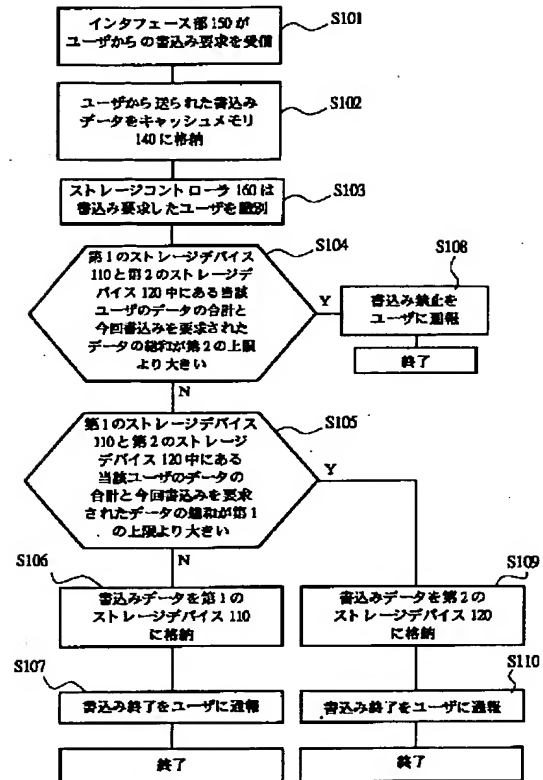 インタフェース部150が
ユーザからの書込み要求を受信
S101
ユーザから送られた書込み
データをキャッシュメモリ
140に格納
S102
ストレージコントローラ160は
書込み要求したユーザを識別
S103
第1のストレージデバイス
110と第2のストレージデ
バイス120中にある当該
ユーザのデータの合計と
今回書込みを要求された
データの総和が第2の上限
より大きい
S104
Y
N
書込み禁止を
ユーザに通報
S108
終了
第1のストレージデバイス
110と第2のストレージ
デバイス120中にある
当該ユーザのデータの
合計と今回書込みを要求
されたデータの総和が第1
の上限より大きい
S105
Y
N
S106
書込みデータを第1の
ストレージデバイス110
に格納
S109
書込みデータを第2の
ストレージデバイス120
に格納
S107
書込み終了をユーザに通報
S110
書込み終了をユーザに通報
終了
終了